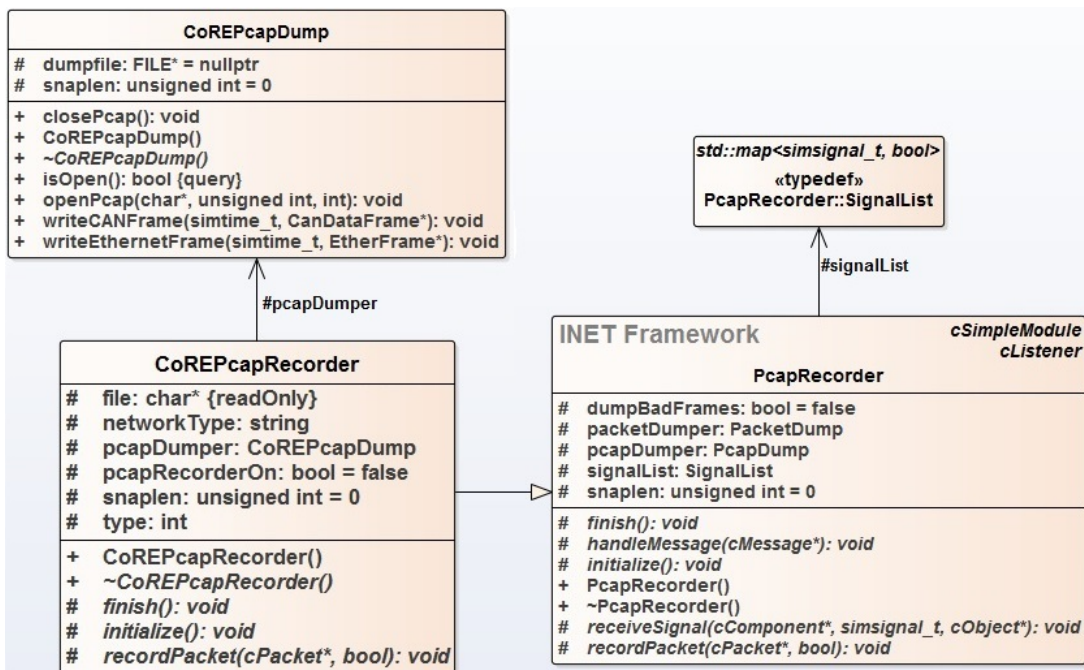 CoREPcapDump
# dumpfile: FILE* = nullptr
# snaplen: unsigned int = 0
+ closePcap(): void
+ CoREPcapDump()
+ ~CoREPcapDump()
+ isOpen(): bool {query}
+ openPcap(char*, unsigned int, int): void
+ writeCANFrame(simtime_t, CanDataFrame*): void
+ writeEthernetFrame(simtime_t, EtherFrame*): void
#pcapDumper
CoREPcapRecorder
# file: char* {readOnly}
# networkType: string
# pcapDumper: CoREPcapDump
# pcapRecorderOn: bool = false
# snaplen: unsigned int = 0
# type: int
+ CoREPcapRecorder()
+ ~CoREPcapRecorder()
# finish(): void
# initialize(): void
# recordPacket(cPacket*, bool): void
std::map<simsignal_t, bool>
«typedef»
PcapRecorder::SignalList
#signalList
INET Framework
cSimpleModule
cListener
PcapRecorder
# dumpBadFrames: bool = false
# packetDumper: PacketDump
# pcapDumper: PcapDump
# signalList: SignalList
# snaplen: unsigned int = 0
# finish(): void
# handleMessage(cMessage*): void
# initialize(): void
+ PcapRecorder()
+ ~PcapRecorder()
# receiveSignal(cComponent*, simsignal_t, cObject*): void
# recordPacket(cPacket*, bool): void